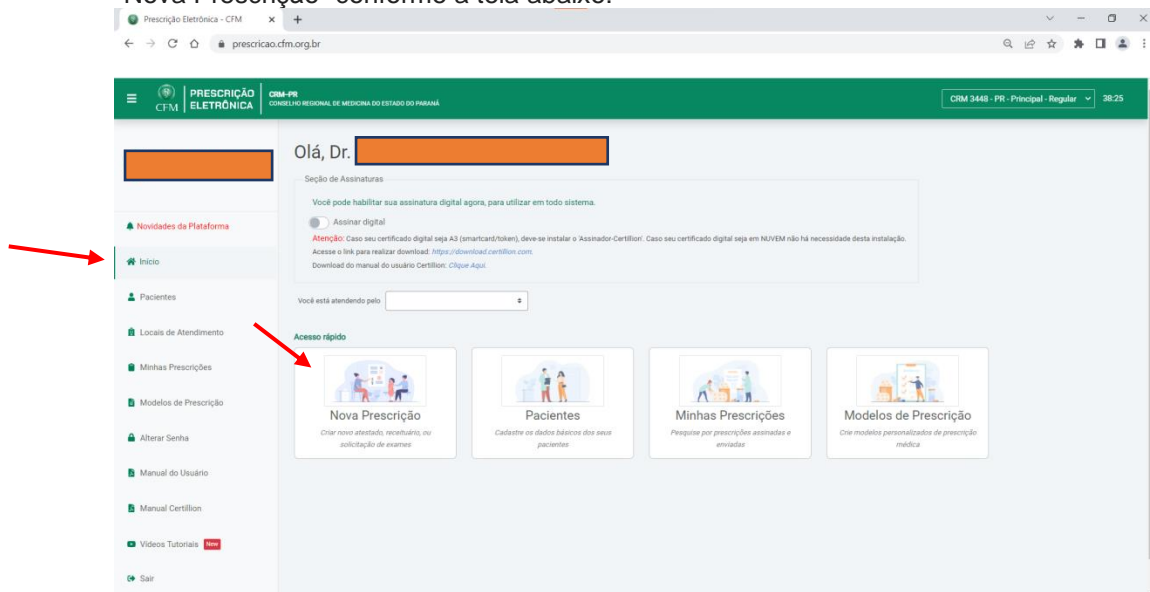 "Nova Prescrição" conforme a tela abaixo:
Prescrição Eletrônica - CFM
prescricao.cfm.org.br
CFM
PRESCRIÇÃO
ELETRÔNICA
CRM-PR
CONSELHO REGIONAL DE MEDICINA DO ESTADO DO PARANÁ
CRM 3448 - PR - Principal - Regular
38:25
Olá, Dr.
Seção de Assinaturas
Você pode habilitar sua assinatura digital agora, para utilizar em todo sistema.
Assinar digital
Atenção: Caso seu certificado digital seja A3 (smartcard/token), deve-se instalar o 'Assinador-Certillion'. Caso seu certificado digital seja em NUVEM não há necessidade desta instalação.
Acesse o link para realizar download: https://download.certillion.com.
Download do manual do usuário Certillion: Clique Aqui.
Você está atendendo pelo
Novidades da Plataforma
Início
Pacientes
Locais de Atendimento
Minhas Prescrições
Modelos de Prescrição
Alterar Senha
Manual do Usuário
Manual Certillion
Vídeos Tutoriais New
Sair
Acesso rápido
Nova Prescrição
Criar novo atestado, receituário, ou
solicitação de exames
Pacientes
Cadastre os dados básicos dos seus
pacientes
Minhas Prescrições
Pesquise por prescrições assinadas e
enviadas
Modelos de Prescrição
Crie modelos personalizados de prescrição
médica